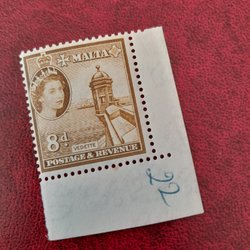 MALTA
8d.
VEDETTE
POSTAGE & REVENUE
22